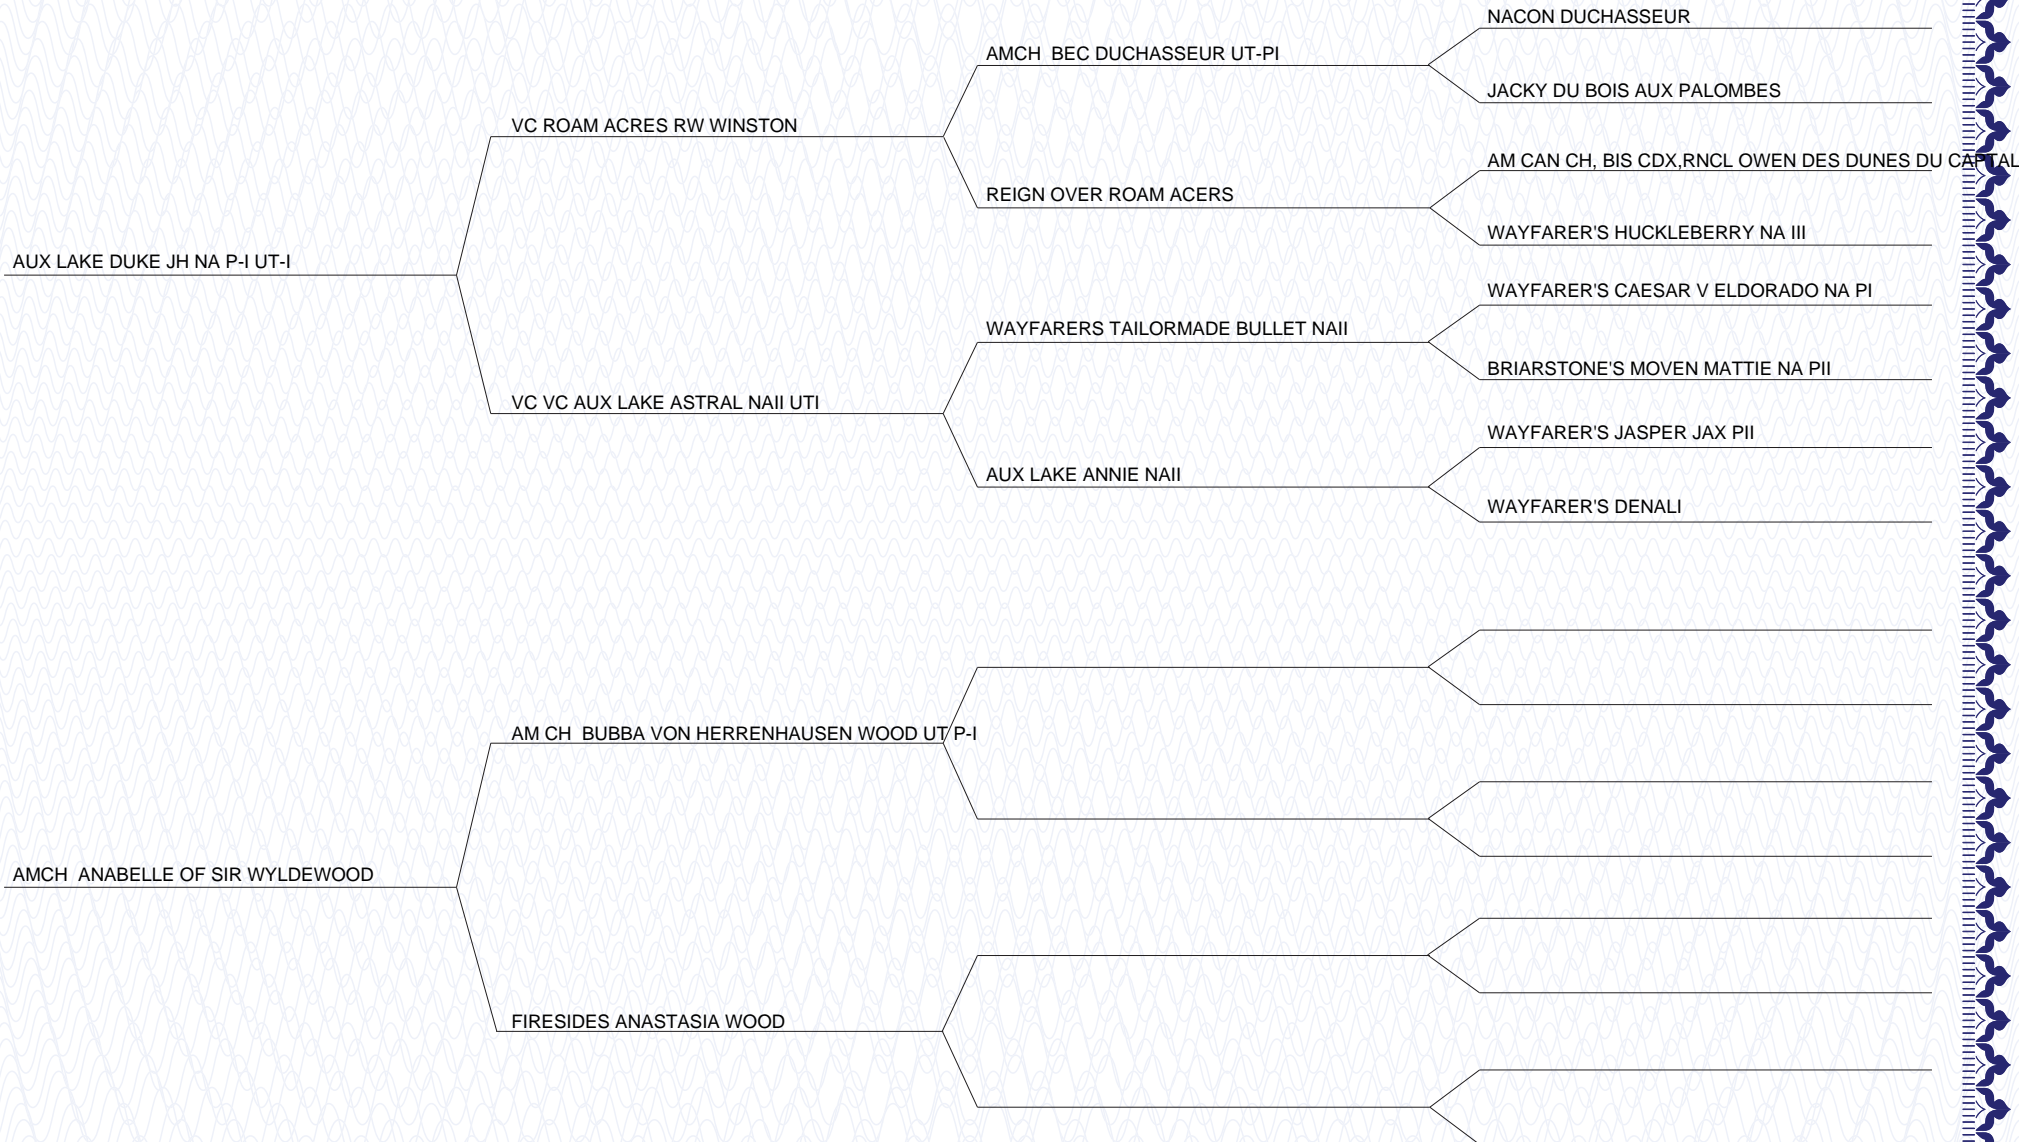 NACON DUCHASSEUR
AMCH BEC DUCHASSEUR UT-PI
JACKY DU BOIS AUX PALOMBES
VC ROAM ACRES RW WINSTON
AM CAN CH, BIS CDX,RNCL OWEN DES DUNES DU CAPTAL
REIGN OVER ROAM ACERS
WAYFARER'S HUCKLEBERRY NA III
AUX LAKE DUKE JH NA P-I UT-I
WAYFARER'S CAESAR V ELDORADO NA PI
WAYFARERS TAILORMADE BULLET NAII
BRIARSTONE'S MOVEN MATTIE NA PII
VC VC AUX LAKE ASTRAL NAII UTI
WAYFARER'S JASPER JAX PII
AUX LAKE ANNIE NAII
WAYFARER'S DENALI
AM CH BUBBA VON HERRENHAUSEN WOOD UT P-I
AMCH ANABELLE OF SIR WYLDEWOOD
FIRESIDES ANASTASIA WOOD